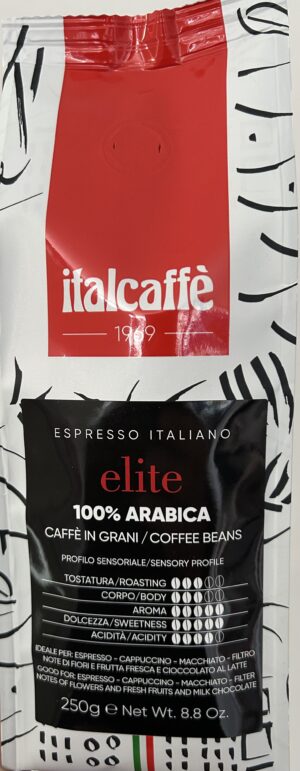 italcaffè
1969
ESPRESSO ITALIANO
elite
100% ARABICA
CAFFÈ IN GRANI / COFFEE BEANS
PROFILO SENSORIALE/SENSORY PROFILE
TOSTATURA/ROASTING
CORPO/BODY
AROMA
DOLCEZZA/SWEETNESS
ACIDITÀ/ACIDITY
IDEALE PER: ESPRESSO - CAPPUCCINO - MACCHIATO - FILTRO
NOTE DI FIORI E FRUTTA FRESCA E CIOCCOLATO AL LATTE
GOOD FOR: ESPRESSO - CAPPUCCINO - MACCHIATO - FILTER
NOTES OF FLOWERS AND FRESH FRUITS AND MILK CHOCOLATE
250g ℮ Net Wt. 8.8 Oz.